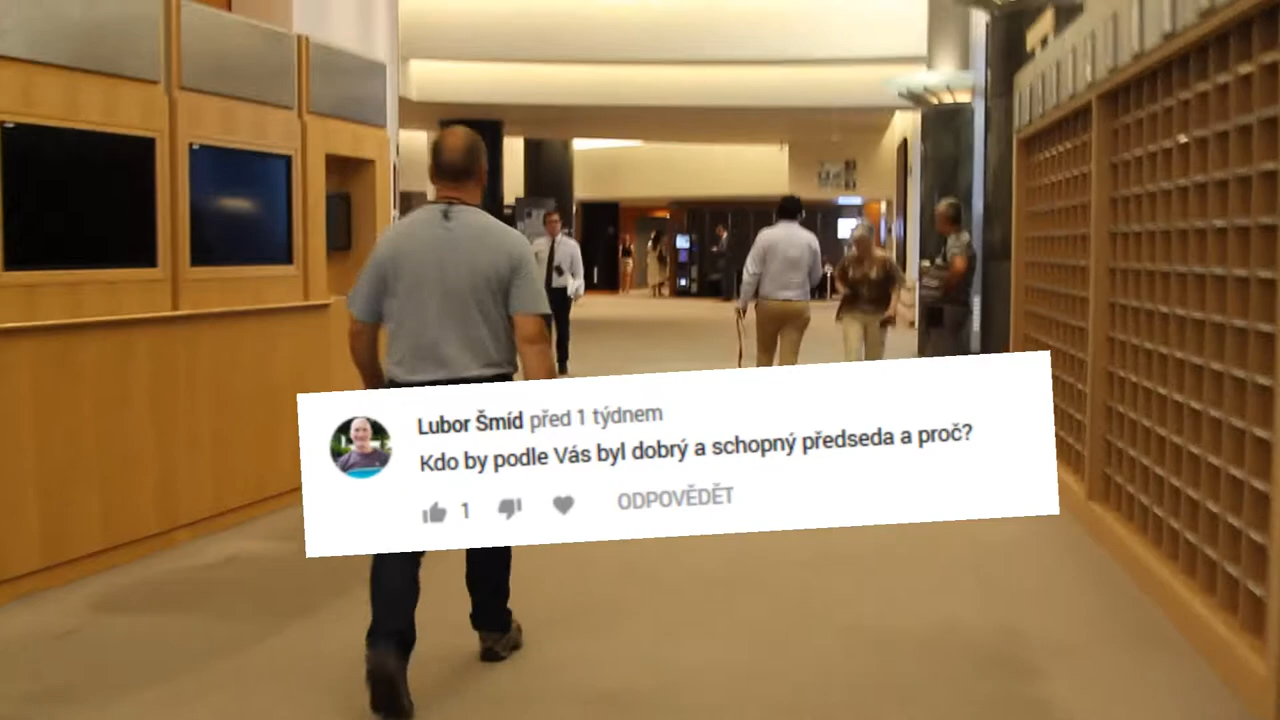 Lubor Šmíd před 1 týdnem
Kdo by podle Vás byl dobrý a schopný předseda a proč?
1 ODPOVĚDĚT